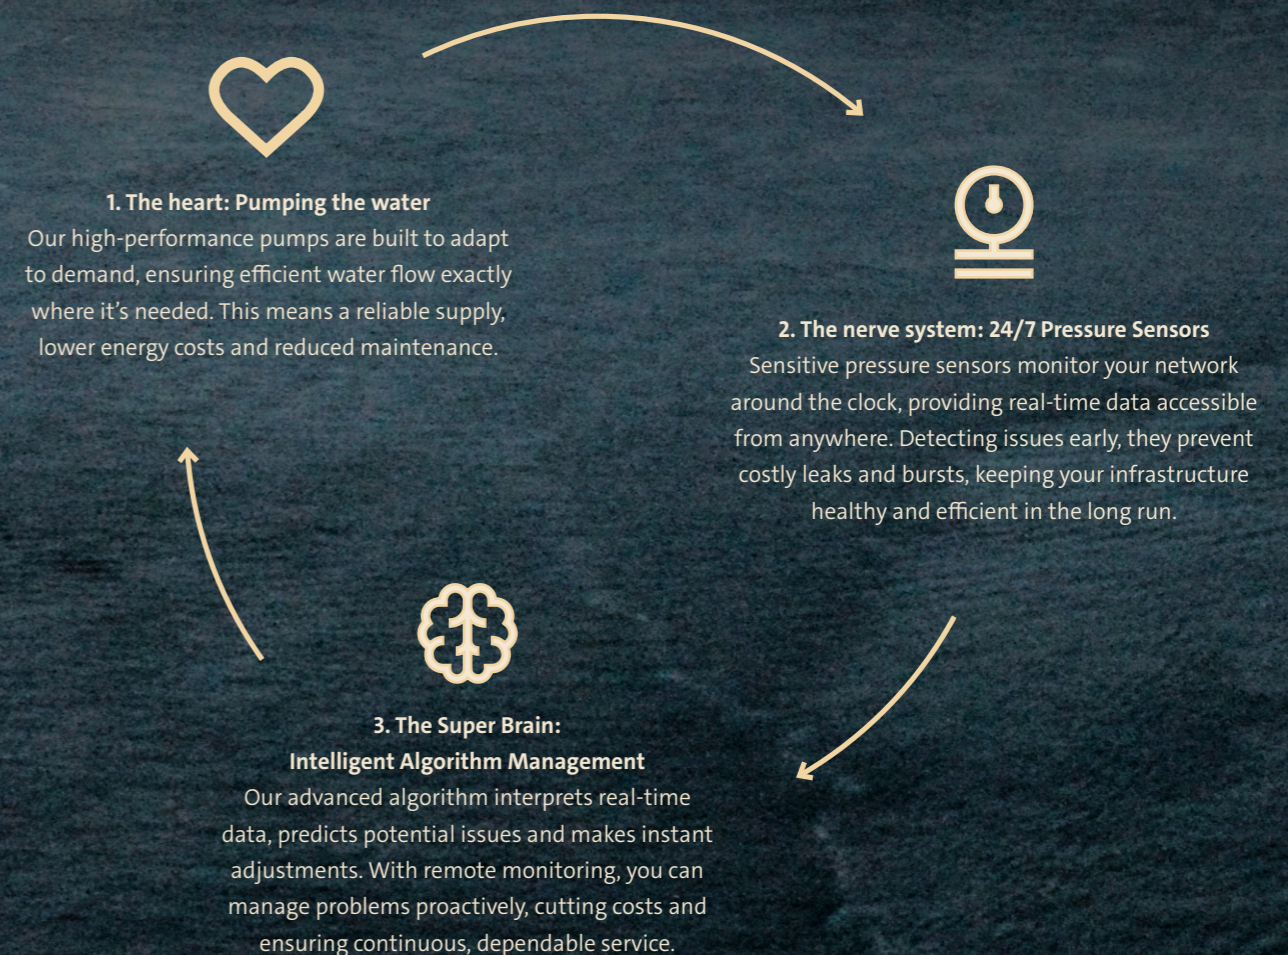 1. The heart: Pumping the water
Our high-performance pumps are built to adapt
to demand, ensuring efficient water flow exactly
where it’s needed. This means a reliable supply,
lower energy costs and reduced maintenance.
2. The nerve system: 24/7 Pressure Sensors
Sensitive pressure sensors monitor your network
around the clock, providing real-time data accessible
from anywhere. Detecting issues early, they prevent
costly leaks and bursts, keeping your infrastructure
healthy and efficient in the long run.
3. The Super Brain:
Intelligent Algorithm Management
Our advanced algorithm interprets real-time
data, predicts potential issues and makes instant
adjustments. With remote monitoring, you can
manage problems proactively, cutting costs and
ensuring continuous, dependable service.